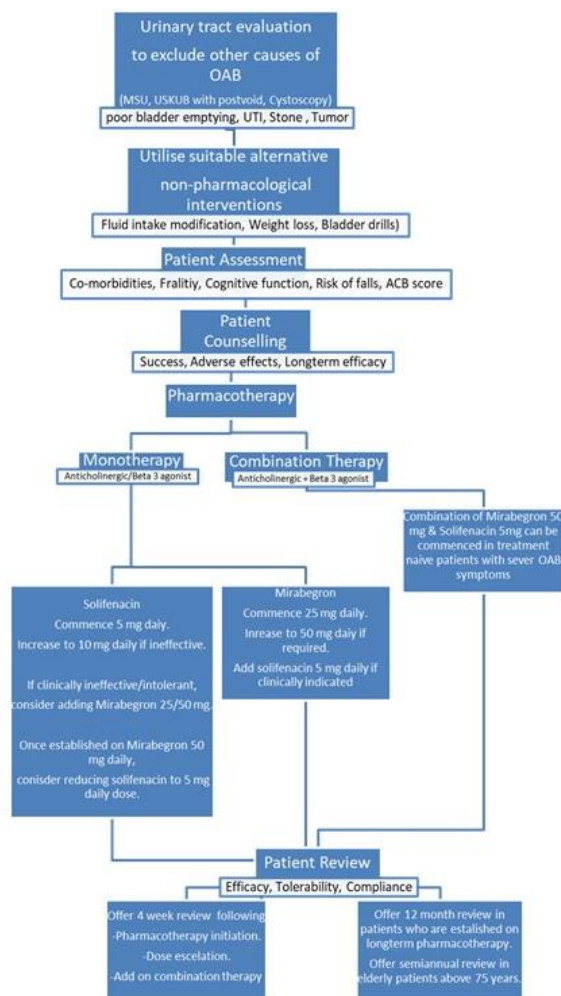 Urinary tract evaluation
to exclude other causes of
OAB
(MSU, USKUB with postvoid, Cystoscopy)
poor bladder emptying, UTI, Stone , Tumor
Utilise suitable alternative
non-pharmacological
interventions
Fluid intake modification, Weight loss, Bladder drills)
Patient Assessment
Co-morbidities, Fralitiy, Cognitive function, Risk of falls, ACB score
Patient
Counselling
Success, Adverse effects, Longterm efficacy
Pharmacotherapy
Monotherapy
Anticholinergic/Beta 3 agonist
Combination Therapy
Anticholinergic + Beta 3 agonist
Combination of Mirabegron 50
mg & Solifenacin 5mg can be
commenced in treatment
naive patients with sever OAB
symptoms
Solifenacin
Commence 5 mg daiy.
Increase to 10 mg daily if ineffective.
If clinically ineffective/intolerant,
consider adding Mirabegron 25/50 mg.
Once established on Mirabegron 50
mg daily,
conisder reducing solifenacin to 5 mg
daily dose.
Mirabegron
Commence 25 mg daily.
Inrease to 50 mg daiy if
required.
Add solifenacin 5 mg daily if
clinically indicated
Patient Review
Efficacy, Tolerability, Compliance
Offer 4 week review following
-Pharmacotherapy initiation.
-Dose escelation.
-Add on combination therapy
Offer 12 month review in
patients who are estalished on
longterm pharmacotherapy.
Offer semiannual review in
elderly patients above 75 years.